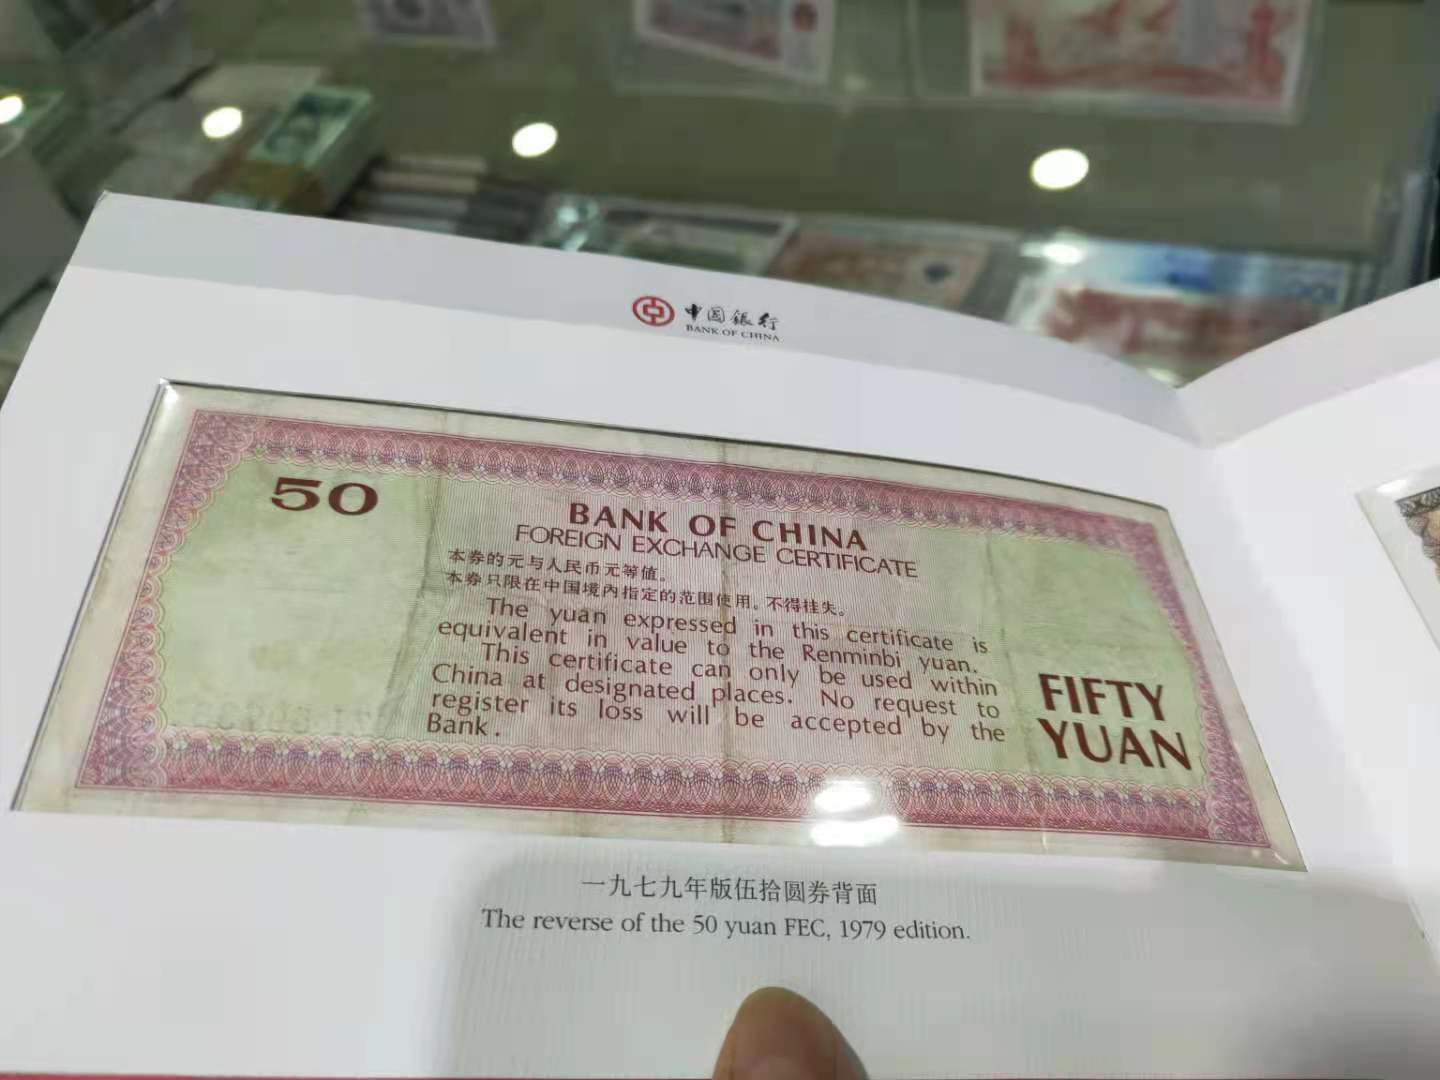 中国銀行
BANK OF CHINA
50
BANK OF CHINA
FOREIGN EXCHANGE CERTIFICATE
本券的元与人民币元等值。
本券只限在中国境内指定的范围使用。不得挂失。
The yuan expressed in this certificate is
equivalent in value to the Renminbi yuan.
This certificate can only be used within
China at designated places. No request to
register its loss will be accepted by the
Bank.
FIFTY
YUAN
一九七九年版伍拾圆券背面
The reverse of the 50 yuan FEC, 1979 edition.